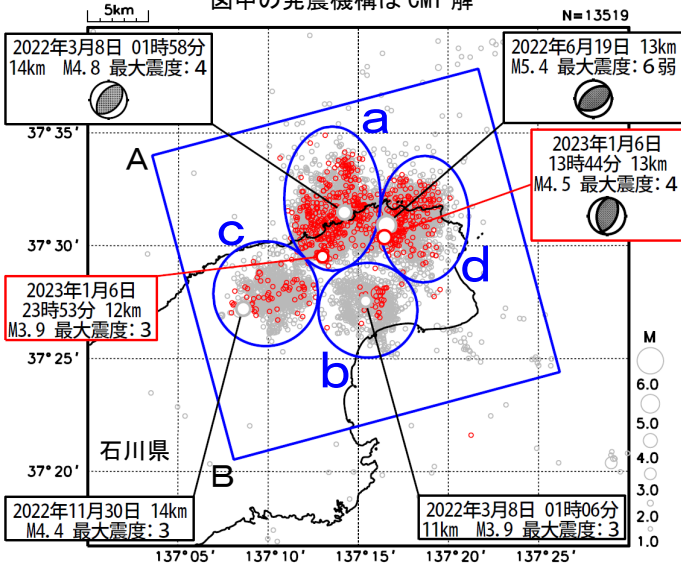 図中の発震機構は CMT 解
5km
N=13519
2022年3月8日 01時58分
14km M4.8 最大震度:4
2022年6月19日 13km
M5.4 最大震度:6弱
2023年1月6日
13時44分 13km
M4.5 最大震度:4
37°35′
A
a
c
37°30′
d
2023年1月6日
23時53分 12km
M3.9 最大震度:3
37°25′
b
M
6.0
5.0
4.0
3.0
2.0
1.0
石川県
37°20′
B
2022年11月30日 14km
M4.4 最大震度:3
2022年3月8日 01時06分
11km M3.9 最大震度:3
137°05′
137°10′
137°15′
137°20′
137°25′